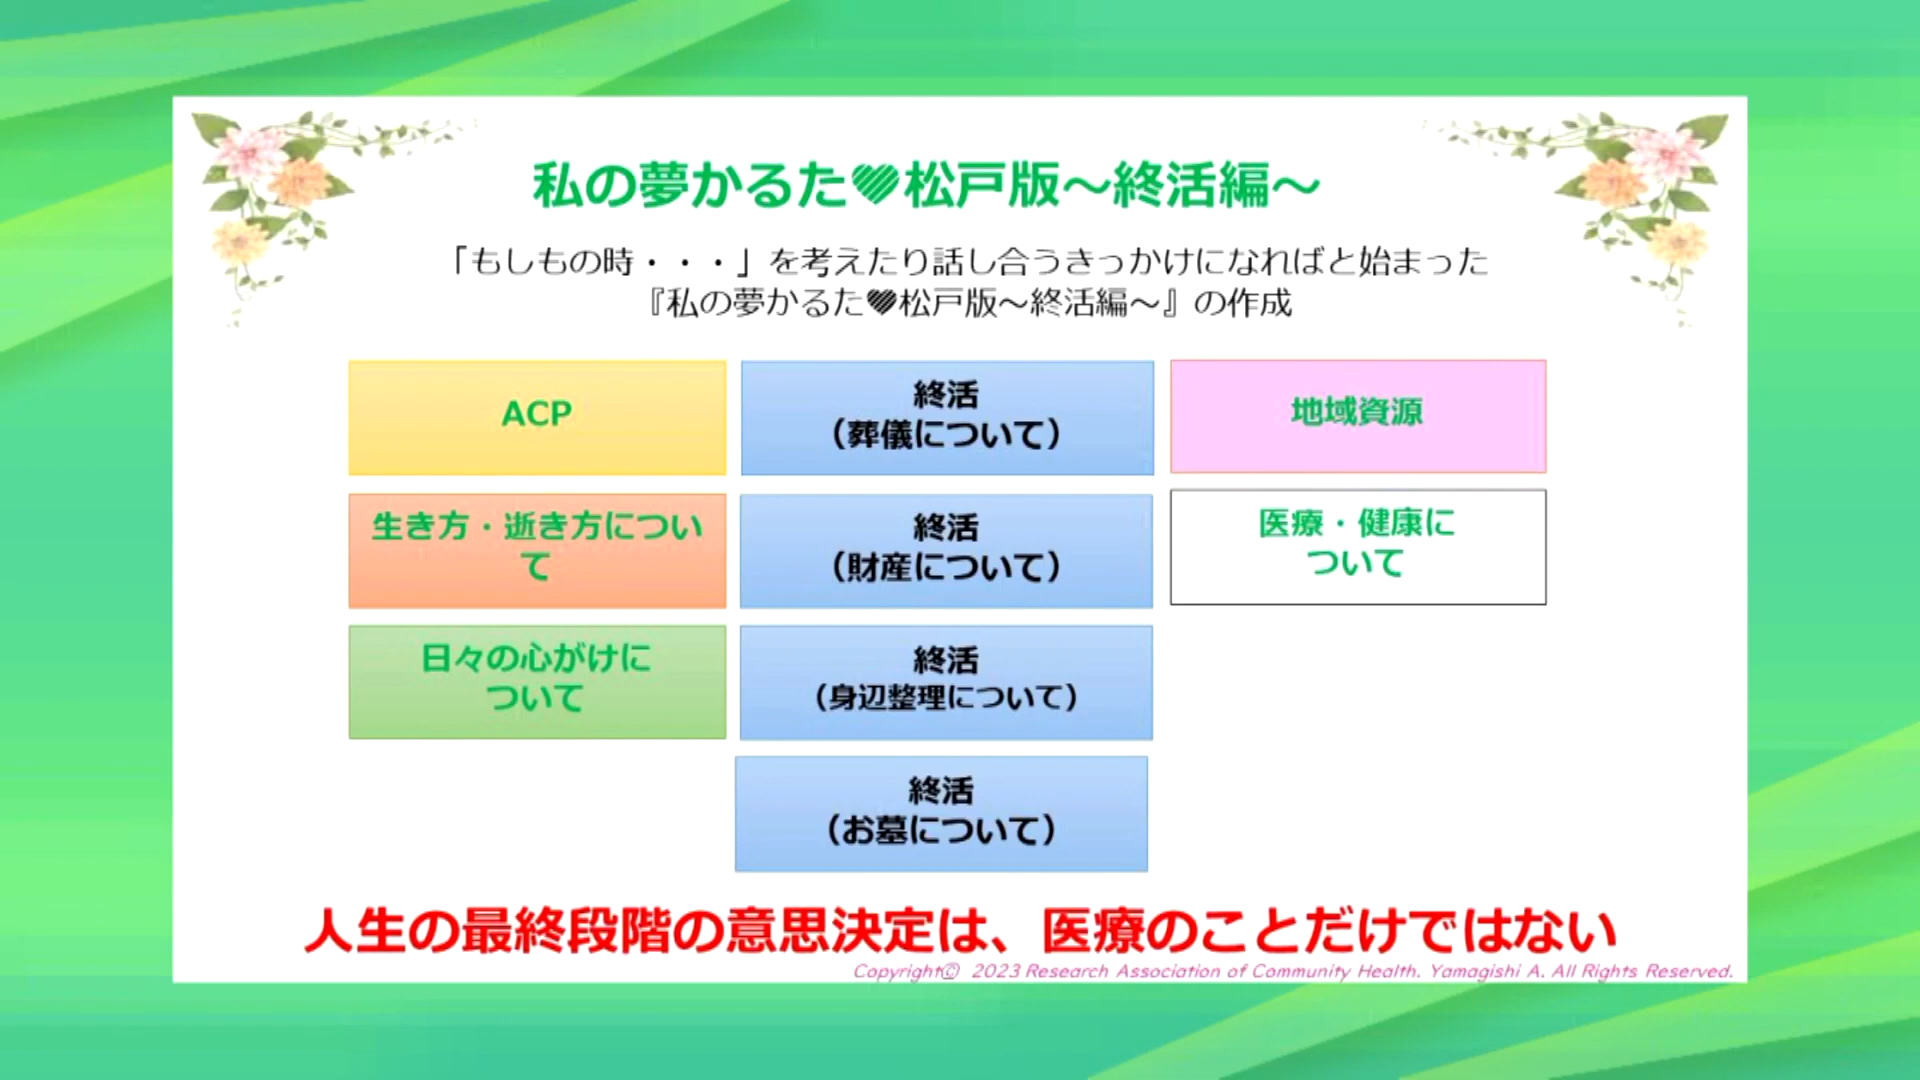 私の夢かるた💚松戸版～終活編～
「もしもの時・・・」を考えたり話し合うきっかけになればと始まった
『私の夢かるた🖤松戸版～終活編～』の作成
ACP
生き方・逝き方につい
て
日々の心がけに
ついて
終活
（葬儀について）
終活
（財産について）
終活
（身辺整理について）
終活
（お墓について）
地域資源
医療・健康に
ついて
人生の最終段階の意思決定は、医療のことだけではない
Copyright© 2023 Research Association of Community Health. Yamagishi A. All Rights Reserved.